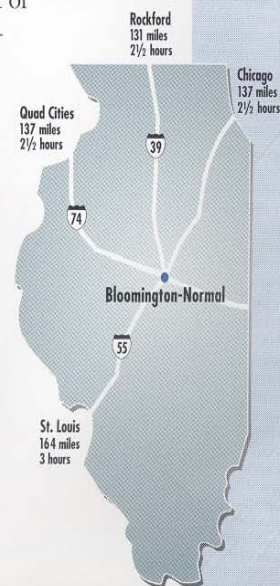 Rockford
131 miles
2½ hours
Chicago
137 miles
2½ hours
Quad Cities
137 miles
2½ hours
39
74
Bloomington-Normal
55
St. Louis
164 miles
3 hours